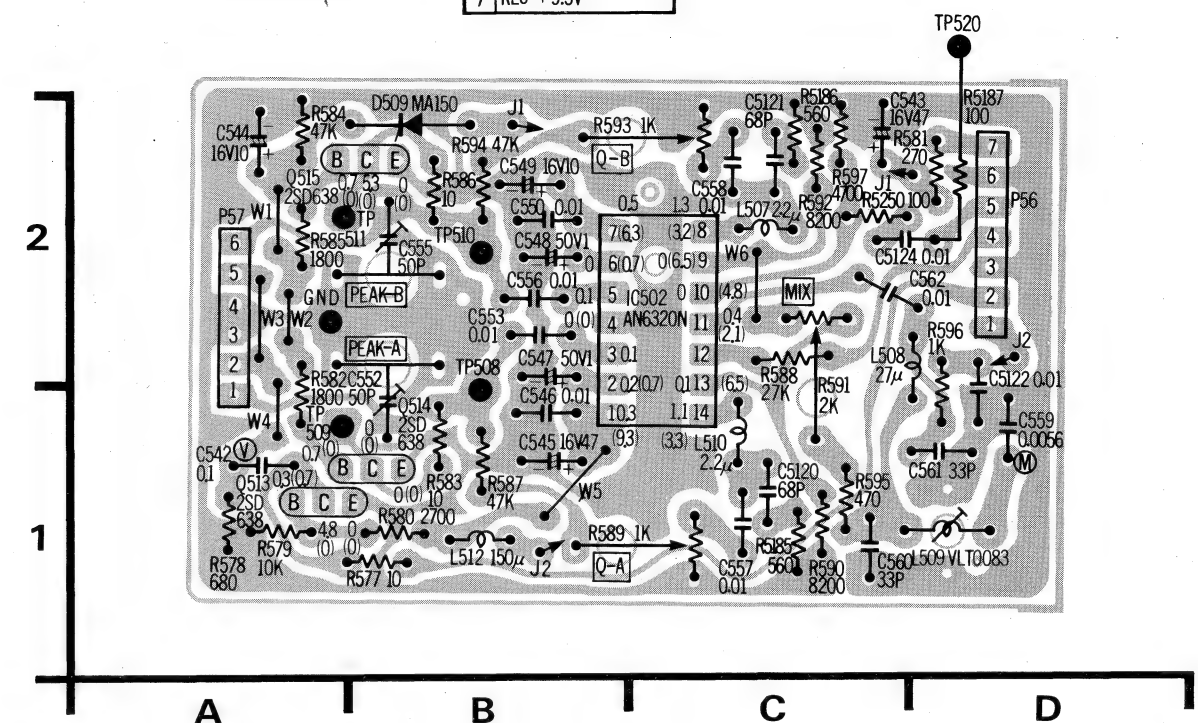 7 REC → 5.5V
TP520
D509 MA150
J1
C5121
68P
R5186
560
C543
16V47
R5187
100
R584
47K
C544
16V10
R593 1K
R581
270
R594 47K
Q-B
B C E
C549 16V10
J1
Q515
2SD638
0.7 5.3 0
(0) (0) (0)
R586
10
C558
0.01
R597
4700
R592
8200
R5250 100
P56
7
6
5
4
3
2
1
P57
W1
TP
511
C550 0.01
0.5
1.3
L507 2.2μ
2
6
5
4
3
2
1
R585
1800
C555
50P
TP510
C548 50V1
7(6.3)
(3.2)8
C5124 0.01
W6
0
6(0.7)
0(6.5)9
C556 0.01
C562
0.01
PEAK-B
0.1
5
IC502
AN6320N
0 10 (4.8)
MIX
GND
W3 W2
C553
0.01
0(0)
4
11
0.4
(2.1)
R596
1K
J2
PEAK-A
3 0.1
12
TP508
C547 50V1
L508
27μ
R588
27K
R591
2K
C5122 0.01
R582
1800
C552
50P
2 0.2(0.7)
0.1 13 (6.5)
C546 0.01
W4
TP
509
Q514
2SD
638
1 0.3
1.1 14
C559
0.0056
C542
0.1
V
0
(0)
0.7(0)
C545 16V47
(9.3)
(3.3)
L510
2.2μ
C561 33P
M
B C E
Q513
2SD
638
0.3(0.7)
C5120
68P
R595
470
B C E
0(0)
R583
10
R587
47K
W5
R580 2700
4.8 0
(0) (0)
1
R589 1K
R579
10K
L512 150μ
J2
Q-A
R5185
560
R578
680
R577 10
C557
0.01
R590
8200
C560
33P
L509 VLT0083
A B C D